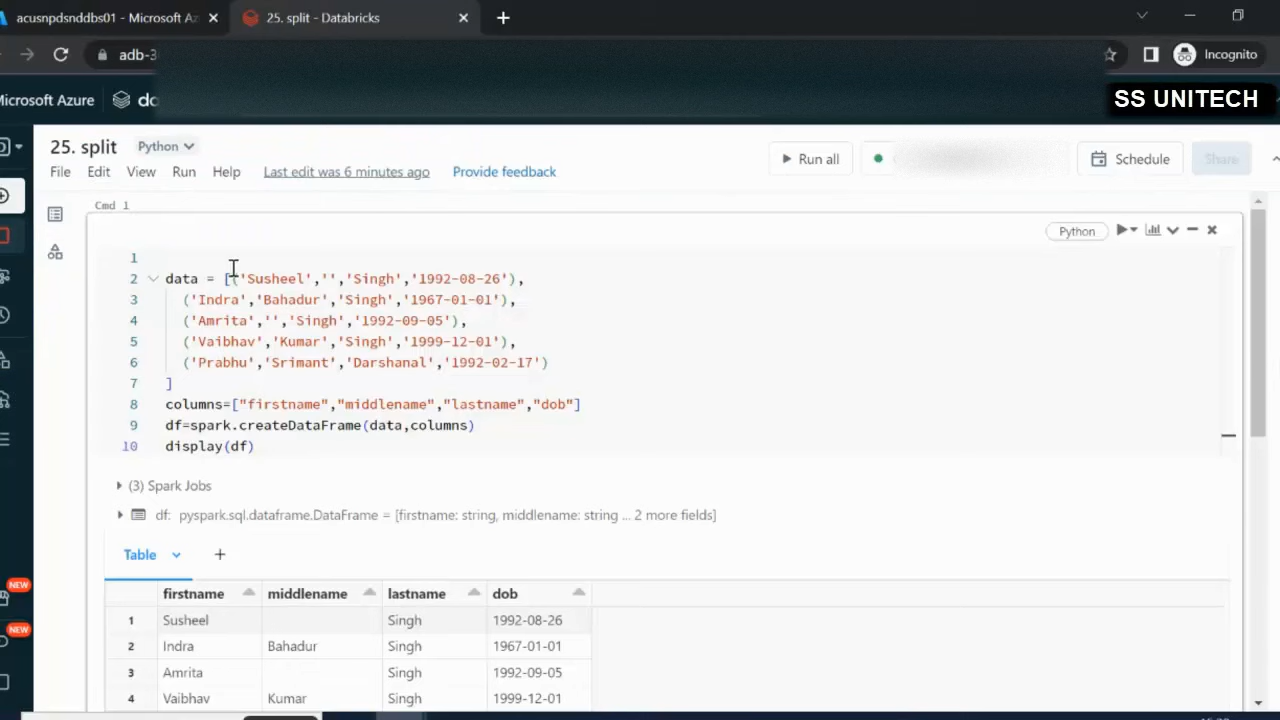 acusnpdsnddbs01 - Microsoft Az
25. split - Databricks
adb-3
Incognito
Microsoft Azure
SS UNITECH
25. split
Python
Run all
Schedule
Share
File Edit View Run Help Last edit was 6 minutes ago Provide feedback
Cmd 1
Python
1
2 data = [('Susheel','','Singh','1992-08-26'),
3 ('Indra','Bahadur','Singh','1967-01-01'),
4 ('Amrita','','Singh','1992-09-05'),
5 ('Vaibhav','Kumar','Singh','1999-12-01'),
6 ('Prabhu','Srimant','Darshanal','1992-02-17')
7 ]
8 columns=["firstname","middlename","lastname","dob"]
9 df=spark.createDataFrame(data,columns)
10 display(df)
(3) Spark Jobs
df: pyspark.sql.dataframe.DataFrame = [firstname: string, middlename: string ... 2 more fields]
Table +
NEW
firstname middlename lastname dob
1 Susheel Singh 1992-08-26
2 Indra Bahadur Singh 1967-01-01
NEW
3 Amrita Singh 1992-09-05
4 Vaibhav Kumar Singh 1999-12-01